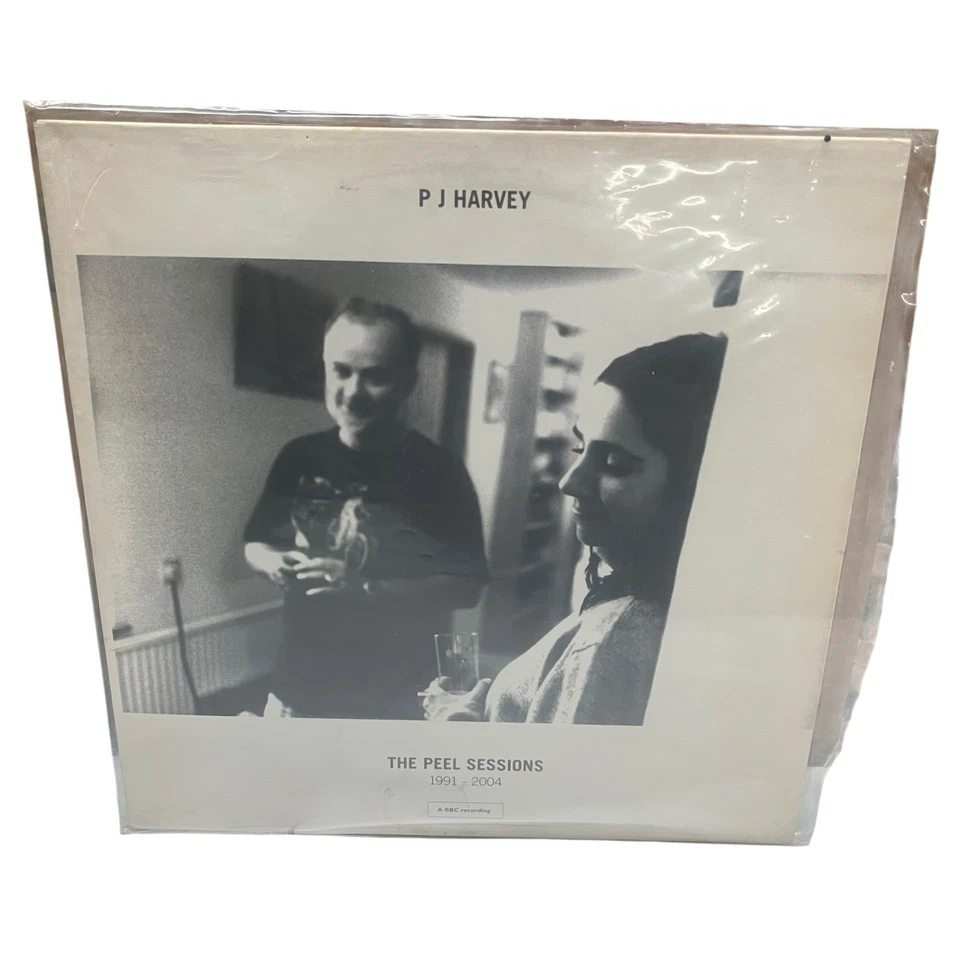 P J HARVEY
THE PEEL SESSIONS
1991 - 2004
A BBC recording